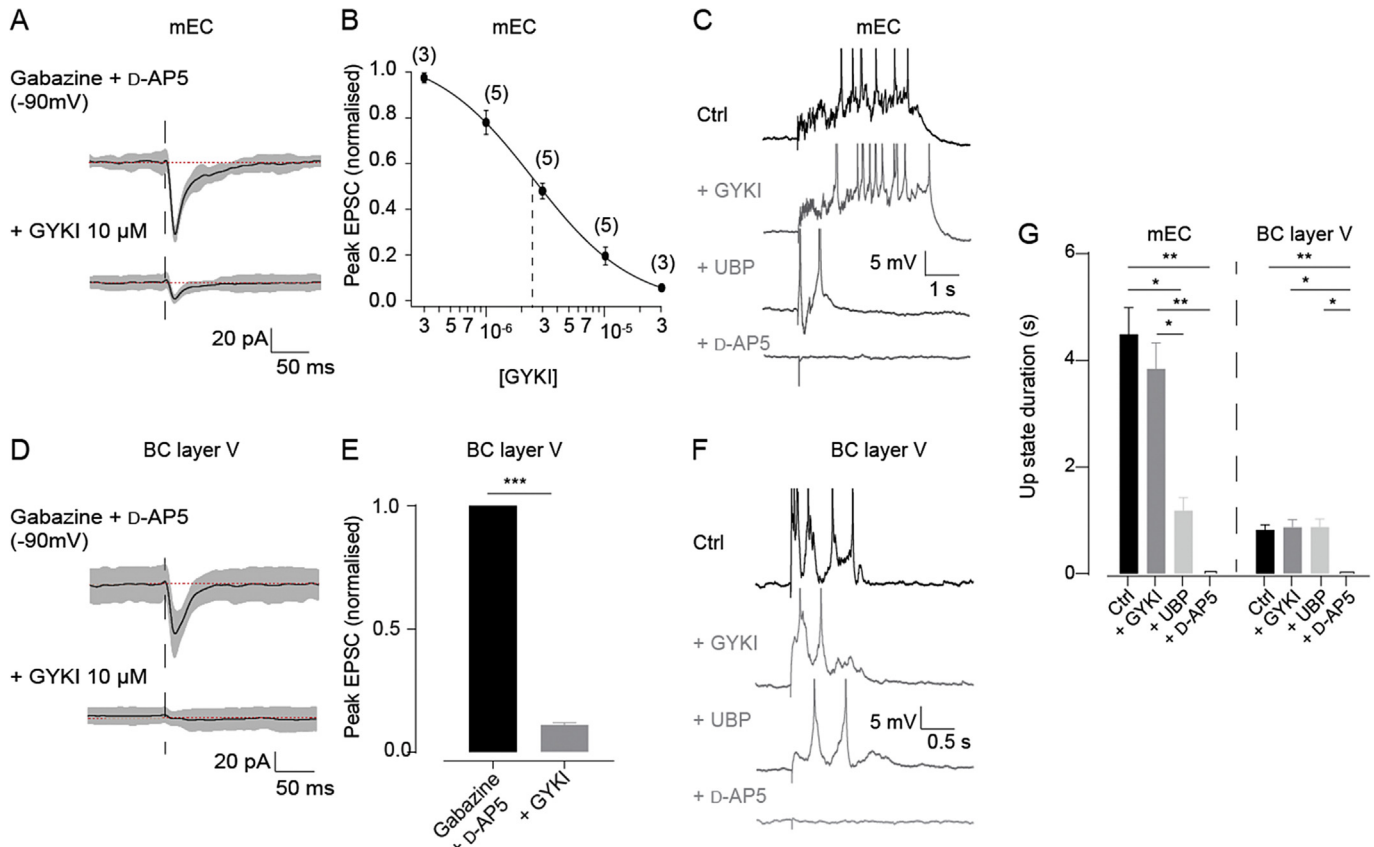 A
mEC
Gabazine + D-AP5
(-90mV)
+ GYKI 10 µM
20 pA
50 ms
B
mEC
Peak EPSC (normalised)
1.0
0.8
0.6
0.4
0.2
0.0
(3)
(5)
(5)
(5)
(3)
3 5 7 10-6 3 5 7 10-5 3
[GYKI]
C
mEC
Ctrl
+ GYKI
+ UBP
+ D-AP5
5 mV
1 s
D
BC layer V
Gabazine + D-AP5
(-90mV)
+ GYKI 10 µM
20 pA
50 ms
E
BC layer V
Peak EPSC (normalised)
1.0
0.5
0.0
***
Gabazine
+ D-AP5
+ GYKI
F
BC layer V
Ctrl
+ GYKI
+ UBP
+ D-AP5
5 mV
0.5 s
G
mEC
BC layer V
Up state duration (s)
6
4
2
0
**
*
**
*
**
*
*
Ctrl
+ GYKI
+ UBP
+ D-AP5
Ctrl
+ GYKI
+ UBP
+ D-AP5